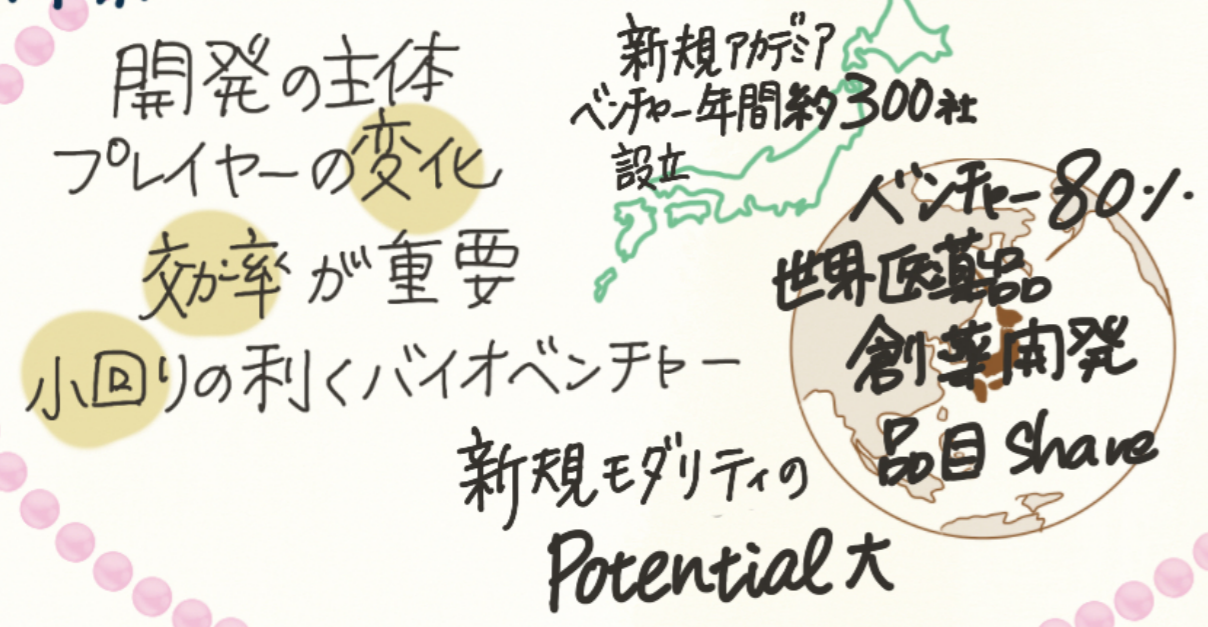 開発の主体
プレイヤーの変化
効率が重要
小回りの利くバイオベンチャー
新規アカデミア
ベンチャー年間約300社
設立
ベンチャー80%
世界医薬品
創薬開発
品目Share
新規モダリティの
Potential大